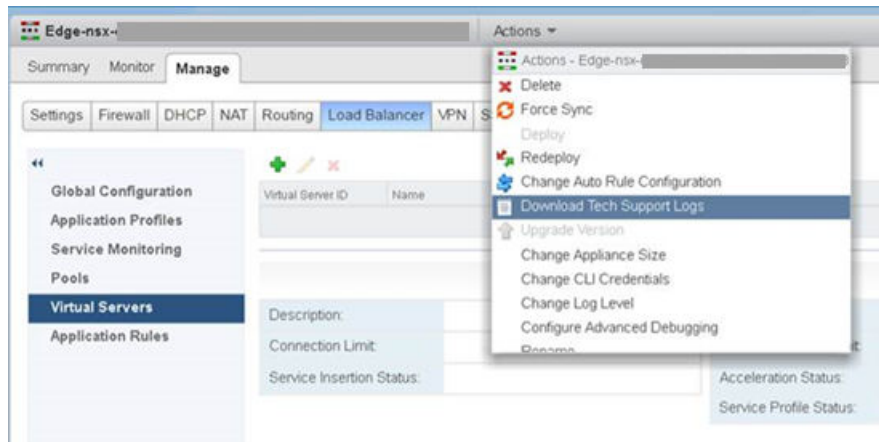 Edge-nsx-
Actions
Summary Monitor Manage
Actions - Edge-nsx-
Delete
Settings Firewall DHCP NAT Routing Load Balancer VPN S
Force Sync
Deploy
Redeploy
Global Configuration
Virtual Server ID Name
Change Auto Rule Configuration
Application Profiles
Download Tech Support Logs
Service Monitoring
Upgrade Version
Pools
Change Appliance Size
Change CLI Credentials
Virtual Servers
Description:
Change Log Level
Application Rules
Configure Advanced Debugging
Connection Limit:
Rename
Service Insertion Status:
Acceleration Status:
Service Profile Status: